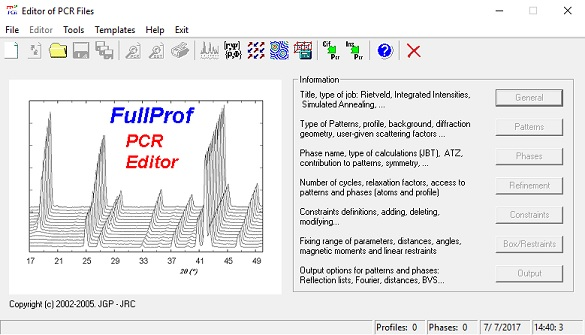 Editor of PCR Files
File Editor Tools Templates Help Exit
Cif Pcr Ins Pcr
FullProf
PCR
Editor
17 21 25 29 33 37 41 45 49
2θ (°)
Copyright (c) 2002-2005. JGP - JRC
Information
Title, type of job: Rietveld, Integrated Intensities,
Simulated Annealing, ...
General
Type of Patterns, profile, background, diffraction
geometry, user-given scattering factors ...
Patterns
Phase name, type of calculations (JBT), ATZ,
contribution to patterns, symmetry, ...
Phases
Number of cycles, relaxation factors, access to
patterns and phases (atoms and profile)
Refinement
Constraints definitions, adding, deleting,
modifying...
Constraints
Fixing range of parameters, distances, angles,
magnetic moments and linear restraints
Box/Restraints
Output options for patterns and phases:
Reflection lists, Fourier, distances, BVS...
Output
Profiles: 0 Phases: 0 7/ 7/2017 14:40: 3